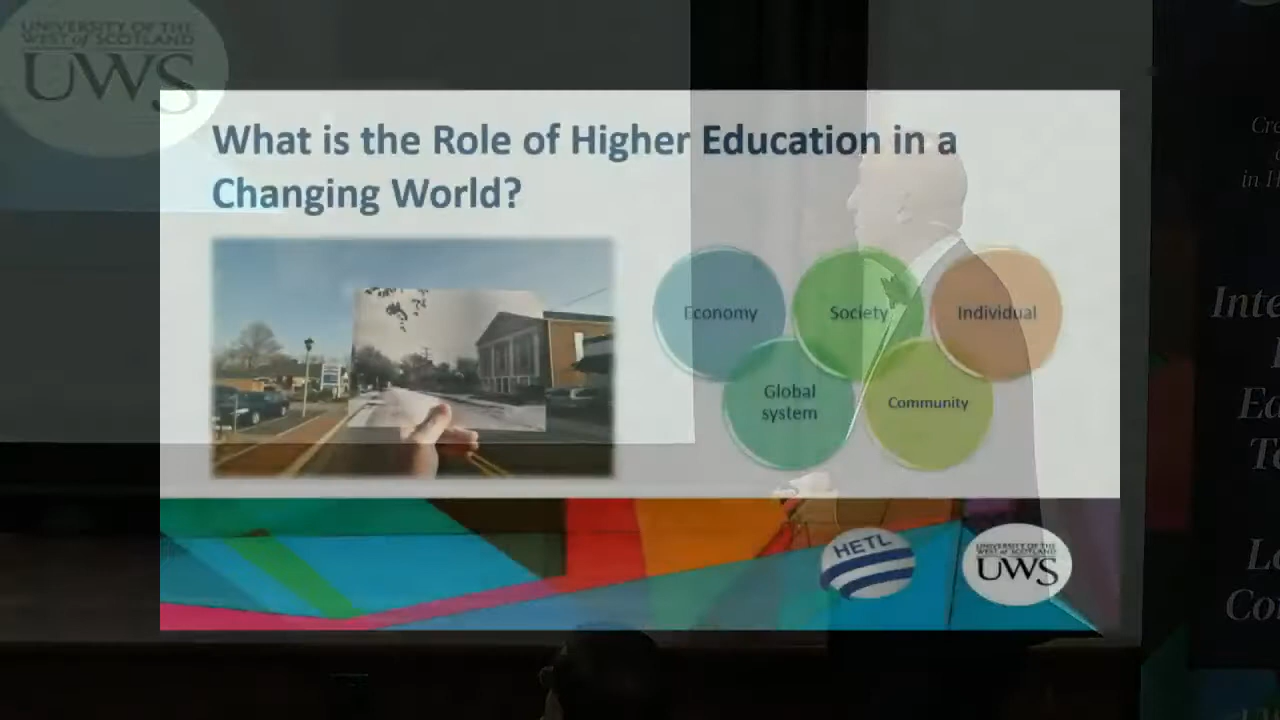 UNIVERSITY OF THE
WEST of SCOTLAND
UWS
What is the Role of Higher Education in a
Changing World?
Economy
Society
Individual
Global
system
Community
HETL
UNIVERSITY OF THE
WEST of SCOTLAND
UWS